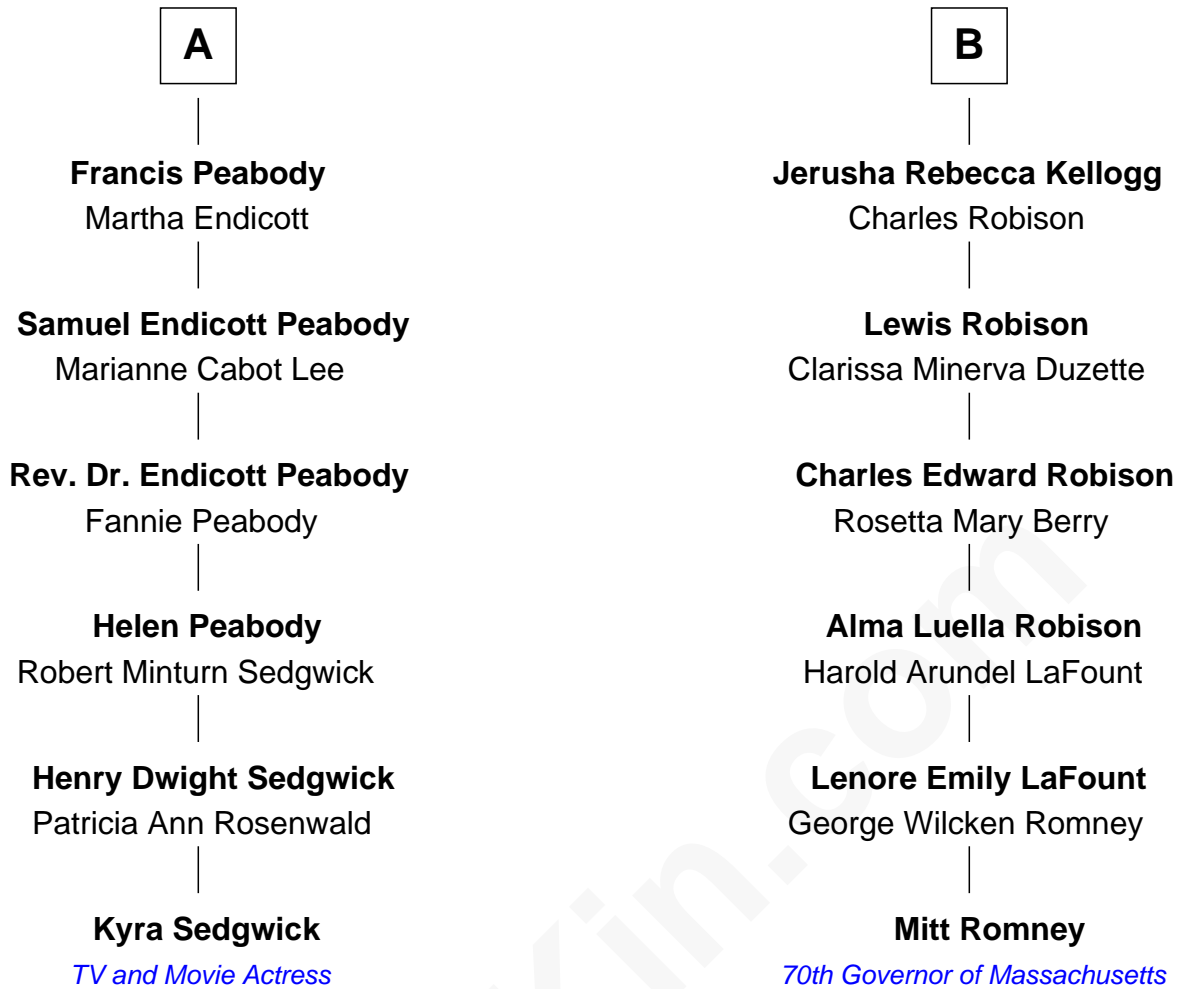 A
B
Francis Peabody
Martha Endicott
Jerusha Rebecca Kellogg
Charles Robison
Samuel Endicott Peabody
Marianne Cabot Lee
Lewis Robison
Clarissa Minerva Duzette
Rev. Dr. Endicott Peabody
Fannie Peabody
Charles Edward Robison
Rosetta Mary Berry
Helen Peabody
Robert Minturn Sedgwick
Alma Luella Robison
Harold Arundel LaFount
Henry Dwight Sedgwick
Patricia Ann Rosenwald
Lenore Emily LaFount
George Wilcken Romney
Kyra Sedgwick
TV and Movie Actress
Mitt Romney
70th Governor of Massachusetts
Kin.com